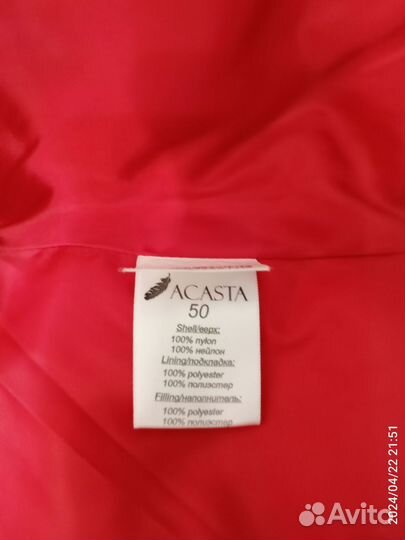 ACASTA
50
Shell/верх:
100% nylon
100% нейлон
Lining/подкладка:
100% polyester
100% полиэстер
Filling/наполнитель:
100% polyester
100% полиэстер
2024/04/22 21:51
Avito